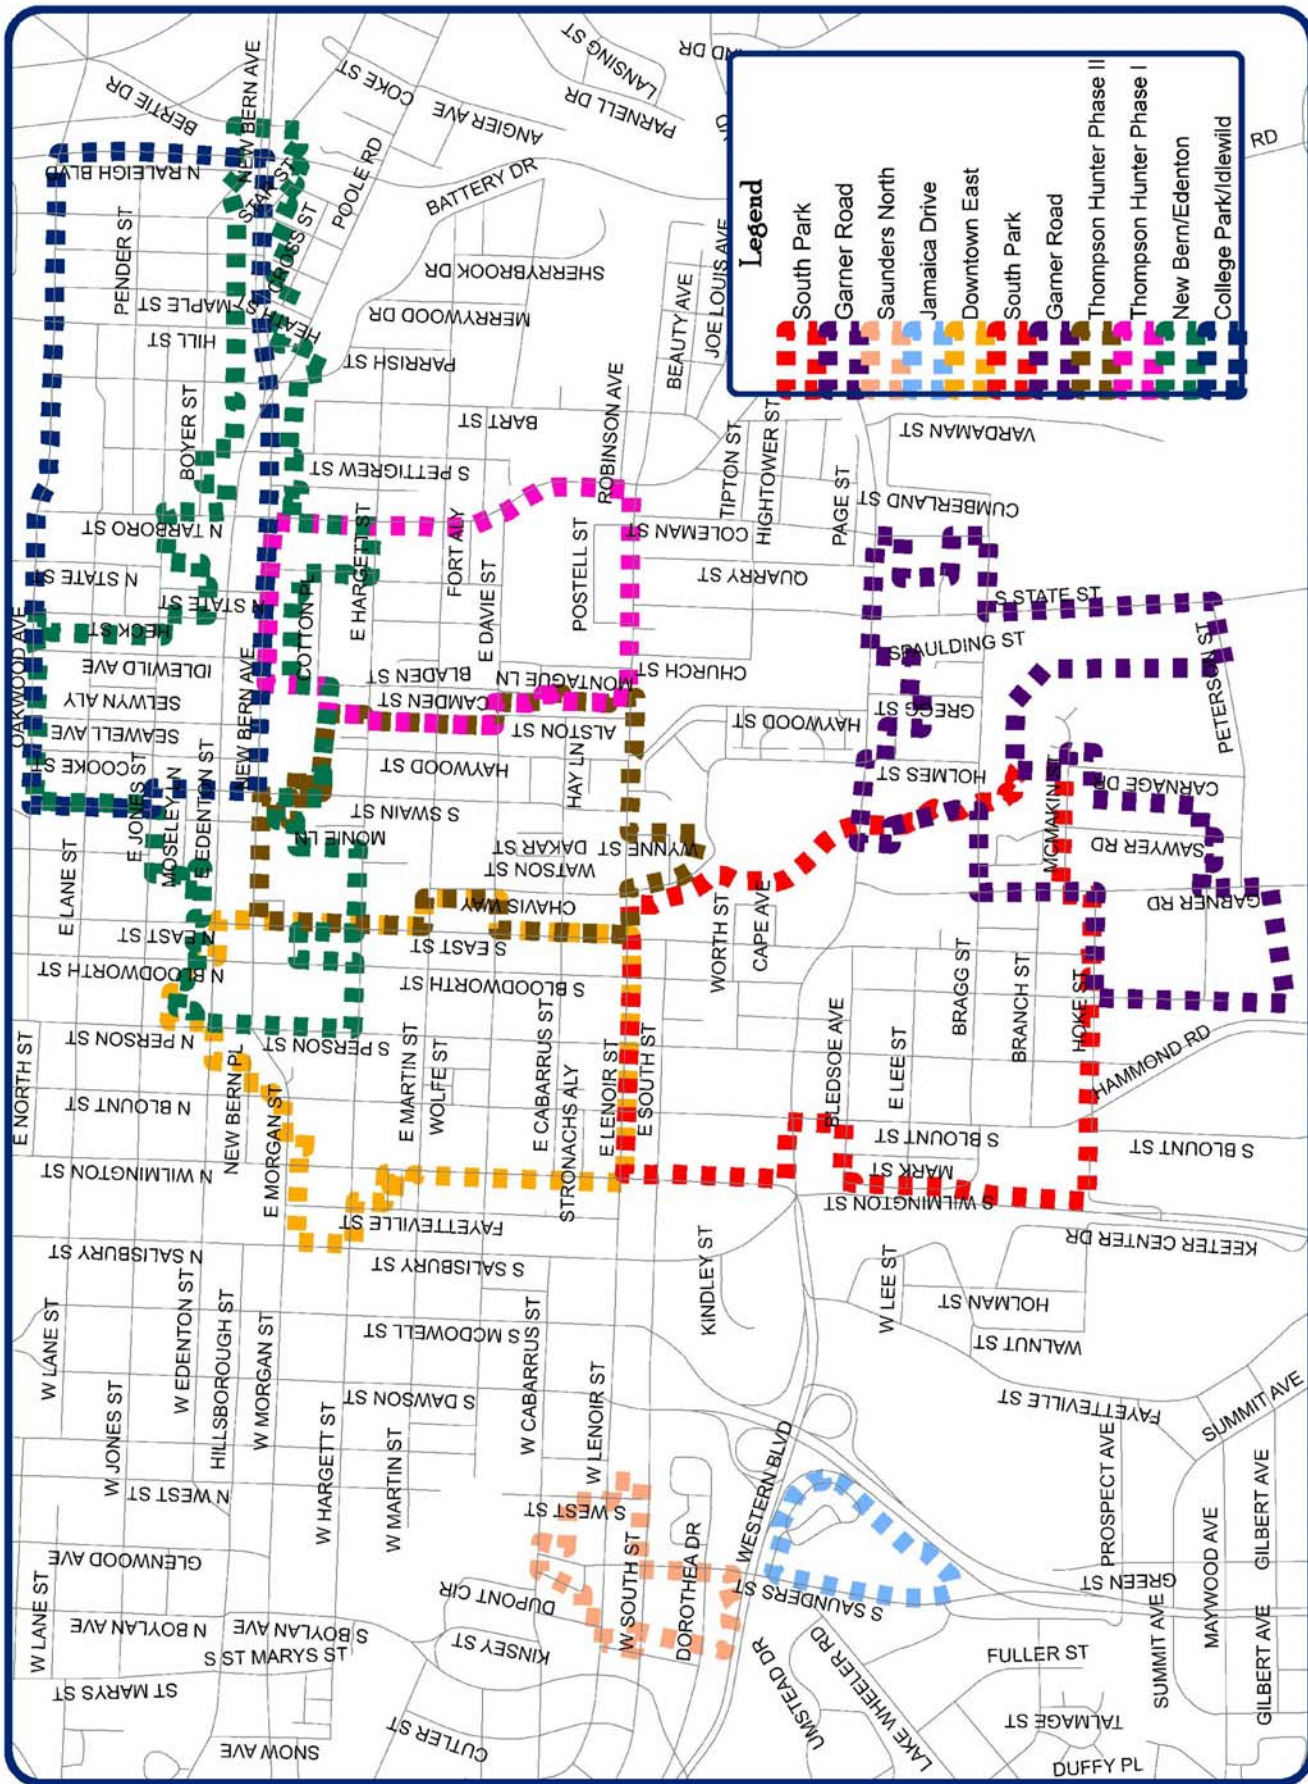 BERTIE DR
NEW BERN AVE
COKE ST
ANGIER AVE
LANSING ST
PARNELL DR
RD
N RALEIGH BLVD
STAR ST
POOLE RD
BATTERY DR
PENDER ST
CROSS ST
SHERRYBROOK DR
MAPLE ST
HEATH ST
MERRYWOOD DR
HILL ST
PARRISH ST
BEAUTY AVE
JOE LOUIS AVE
BOYER ST
BART ST
ROBINSON AVE
S PETTIGREW ST
TIPTON ST
HIGHTOWER ST
PAGE ST
VARDAMAN ST
CUMBERLAND ST
Legend
South Park
Garner Road
Saunders North
Jamaica Drive
Downtown East
South Park
Garner Road
Thompson Hunter Phase II
Thompson Hunter Phase I
New Bern/Edenton
College Park/Idlewild
N TARBORO ST
E HARGETT ST
FORT ALY
COLEMAN ST
N STATE ST
N STATE ST
COTTON PL
E DAVIE ST
POSTELL ST
QUARRY ST
S STATE ST
OAKWOOD AVE
HECK ST
IDLEWILD AVE
BLADEN ST
MONTAGUE LN
CHURCH ST
SPAULDING ST
PETERSON ST
SELWYN ALY
CAMDEN ST
SEAWELL AVE
NEW BERN AVE
ALSTON ST
HAYWOOD ST
GREGG ST
COOKE ST
HAYWOOD ST
HAY LN
HOLMES ST
MCMAKIN ST
CARNAGE DR
E JONES ST
MOSELEY LN
E EDENTON ST
S SWAIN ST
MONIE LN
DAKAR ST
WYNNE ST
SAWYER RD
E LANE ST
WATSON ST
CHAVIS WAY
CAPE AVE
WORTH ST
GARNER RD
N EAST ST
S EAST ST
N BLOODWORTH ST
S BLOODWORTH ST
BRAGG ST
BRANCH ST
HOKE ST
N PERSON ST
S PERSON ST
E MARTIN ST
WOLFE ST
E CABARRUS ST
STRONACHS ALY
E LENOIR ST
E SOUTH ST
BLEDSOE AVE
E LEE ST
HAMMOND RD
E NORTH ST
N BLOUNT ST
NEW BERN PL
E MORGAN ST
S BLOUNT ST
S BLOUNT ST
N WILMINGTON ST
MARK ST
S WILMINGTON ST
FAYETTEVILLE ST
KEETER CENTER DR
N SALISBURY ST
S SALISBURY ST
KINDLEY ST
W LEE ST
HOLMAN ST
W LANE ST
W EDENTON ST
HILLSBOROUGH ST
W MORGAN ST
S MCDOWELL ST
W CABARRUS ST
WALNUT ST
W JONES ST
W HARGETT ST
S DAWSON ST
W MARTIN ST
W LENOIR ST
FAYETTEVILLE ST
SUMMIT AVE
N WEST ST
S WEST ST
WESTERN BLVD
PROSPECT AVE
GILBERT AVE
GLENWOOD AVE
DUPONT CIR
W SOUTH ST
DOROTHEA DR
S SAUNDERS ST
GREEN ST
MAYWOOD AVE
W LANE ST
N BOYLAN AVE
S BOYLAN AVE
S ST MARYS ST
KINSEY ST
UMSTEAD DR
LAKE WHEELER RD
FULLER ST
SUMMIT AVE
GILBERT AVE
ST MARYS ST
SNOW AVE
CUTLER ST
TALMAGE ST
DUFFY PL